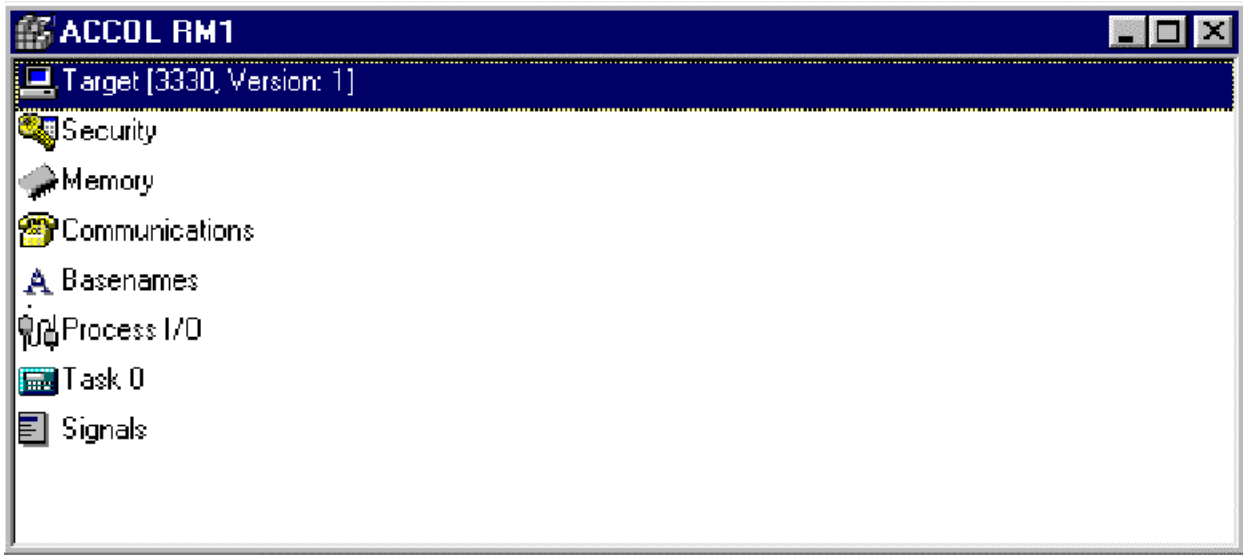 ACCOL RM1
Target [3330, Version: 1]
Security
Memory
Communications
A Basenames
Process I/O
Task 0
Signals